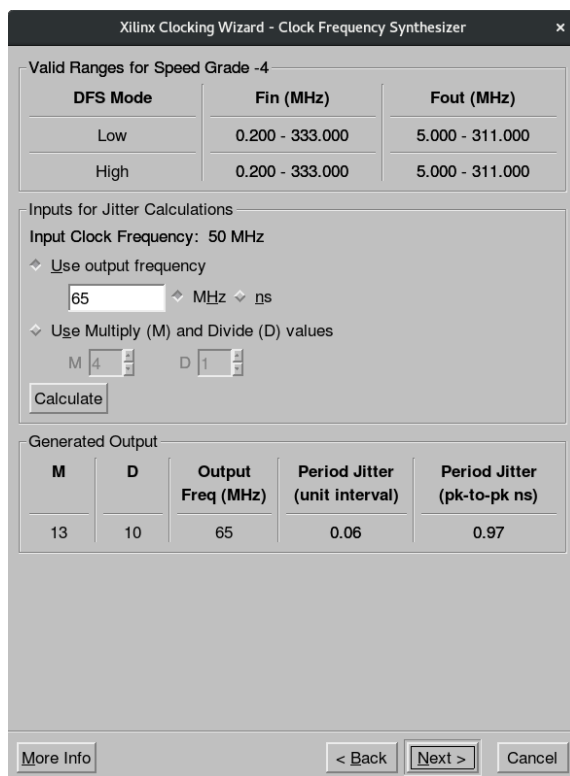 Xilinx Clocking Wizard - Clock Frequency Synthesizer ×
Valid Ranges for Speed Grade -4
DFS Mode Fin (MHz) Fout (MHz)
Low 0.200 - 333.000 5.000 - 311.000
High 0.200 - 333.000 5.000 - 311.000
Inputs for Jitter Calculations
Input Clock Frequency: 50 MHz
Use output frequency
65 MHz ns
Use Multiply (M) and Divide (D) values
M 4 D 1
Calculate
Generated Output
M D Output Period Jitter Period Jitter
Freq (MHz) (unit interval) (pk-to-pk ns)
13 10 65 0.06 0.97
More Info < Back Next > Cancel